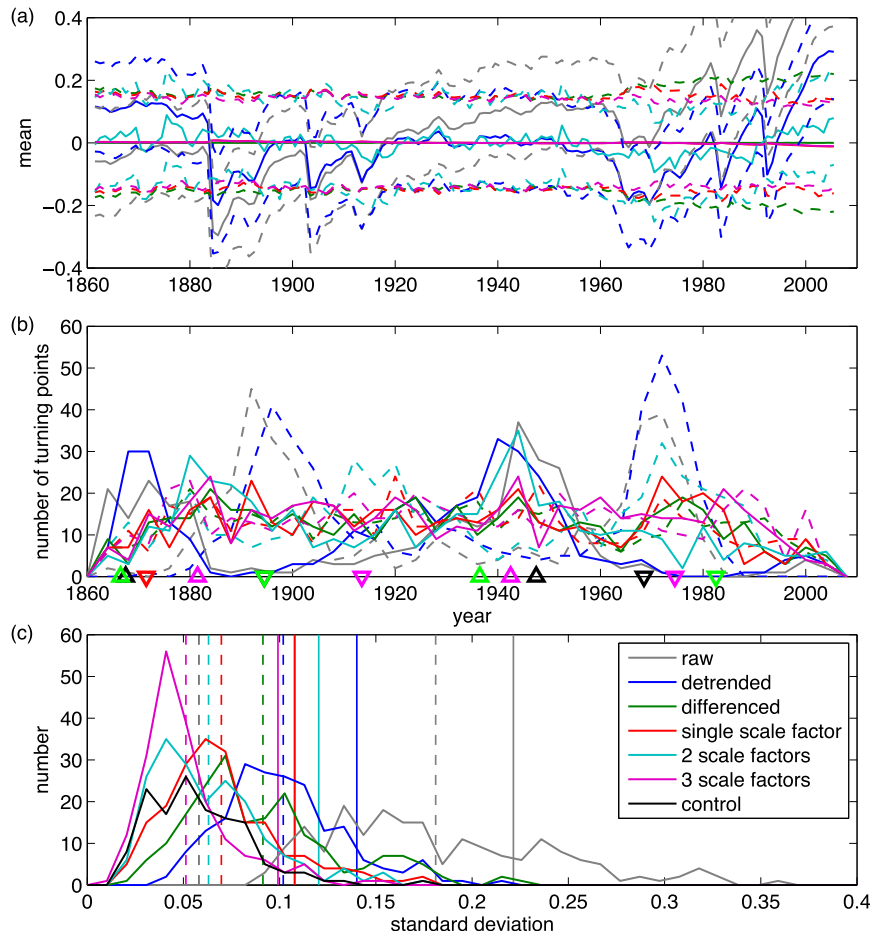 (a)
0.4
0.2
0
−0.2
−0.4
mean
1860 1880 1900 1920 1940 1960 1980 2000
(b)
60
50
40
30
20
10
0
number of turning points
1860 1880 1900 1920 1940 1960 1980 2000
year
(c)
60
50
40
30
20
10
0
number
raw
detrended
differenced
single scale factor
2 scale factors
3 scale factors
control
0 0.05 0.1 0.15 0.2 0.25 0.3 0.35 0.4
standard deviation